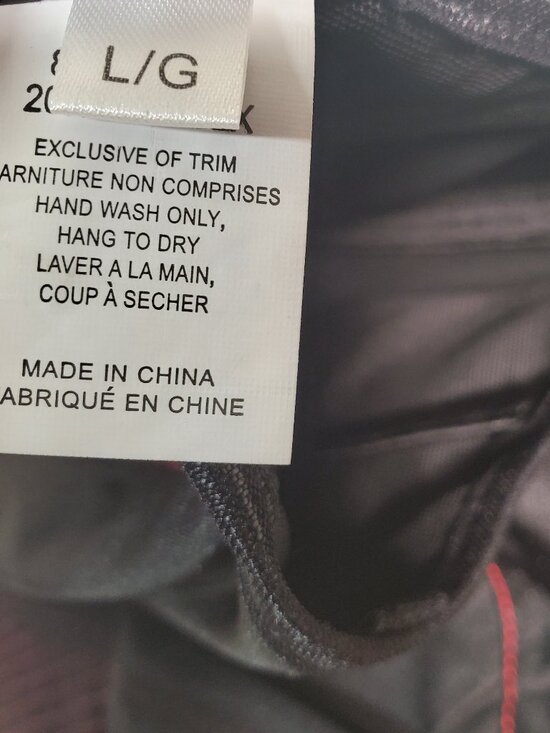 L/G
EXCLUSIVE OF TRIM
ARNITURE NON COMPRISES
HAND WASH ONLY,
HANG TO DRY
LAVER A LA MAIN,
COUP À SECHER
MADE IN CHINA
ABRIQUÉ EN CHINE